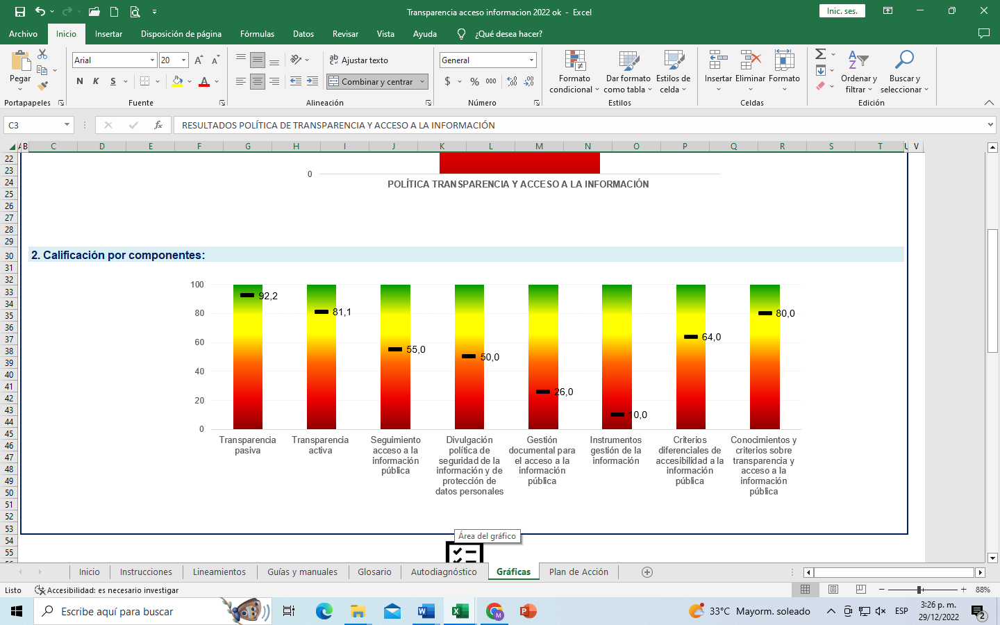 Transparencia acceso informacion 2022 ok - Excel
Inic. ses.
Archivo Inicio Insertar Disposición de página Fórmulas Datos Revisar Vista Ayuda ¿Qué desea hacer?
Pegar
Portapapeles
Arial 20
N K S
Fuente
Ajustar texto
Combinar y centrar
Alineación
General
$ % 000
Número
Formato condicional
Dar formato como tabla
Estilos de celda
Estilos
Insertar Eliminar Formato
Celdas
Ordenar y filtrar
Buscar y seleccionar
Edición
C3 fx RESULTADOS POLÍTICA DE TRANSPARENCIA Y ACCESO A LA INFORMACIÓN
A B C D E F G H I J K L M N O P Q R S T U V
22
23
24
25
26
27
28
29
30
31
32
33
34
35
36
37
38
39
40
41
42
43
44
45
46
47
48
49
50
51
52
53
54
55
0
POLÍTICA TRANSPARENCIA Y ACCESO A LA INFORMACIÓN
2. Calificación por componentes:
100
80
60
40
20
0
92,2
81,1
55,0
50,0
26,0
10,0
64,0
80,0
Transparencia
pasiva
Transparencia
activa
Seguimiento
acceso a la
información
pública
Divulgación
política de
seguridad de la
información y de
protección de
datos personales
Gestión
documental para
el acceso a la
información
pública
Instrumentos
gestión de la
información
Criterios
diferenciales de
accesibilidad a la
información
pública
Conocimientos y
criterios sobre
transparencia y
acceso a la
información
pública
Área del gráfico
Inicio Instrucciones Lineamientos Guías y manuales Glosario Autodiagnóstico Gráficas Plan de Acción
Listo Accesibilidad: es necesario investigar 88%
Escribe aquí para buscar
33°C Mayorm. soleado
ESP
3:26 p. m.
29/12/2022
2